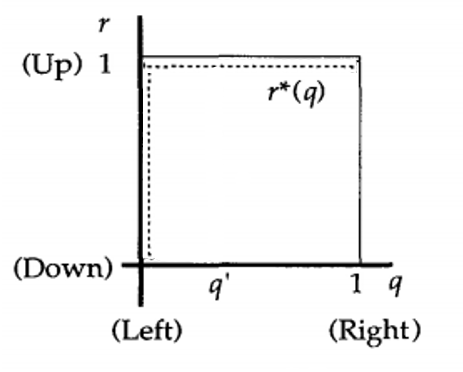 r
(Up) 1
r*(q)
(Down)
q' 1 q
(Left) (Right)